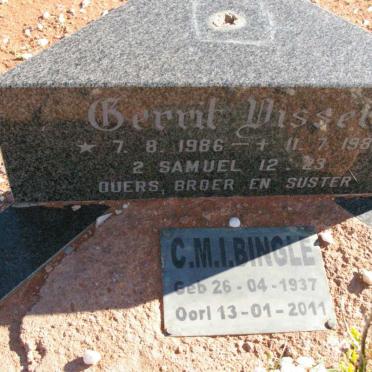 Gerrit Visser
* 7. 8. 1986 — + 11. 7. 198
2 SAMUEL 12 : 23
OUERS, BROER EN SUSTER
C.M.I.BINGLE
Geb 26 - 04 - 1937
Oorl 13 - 01 - 2011